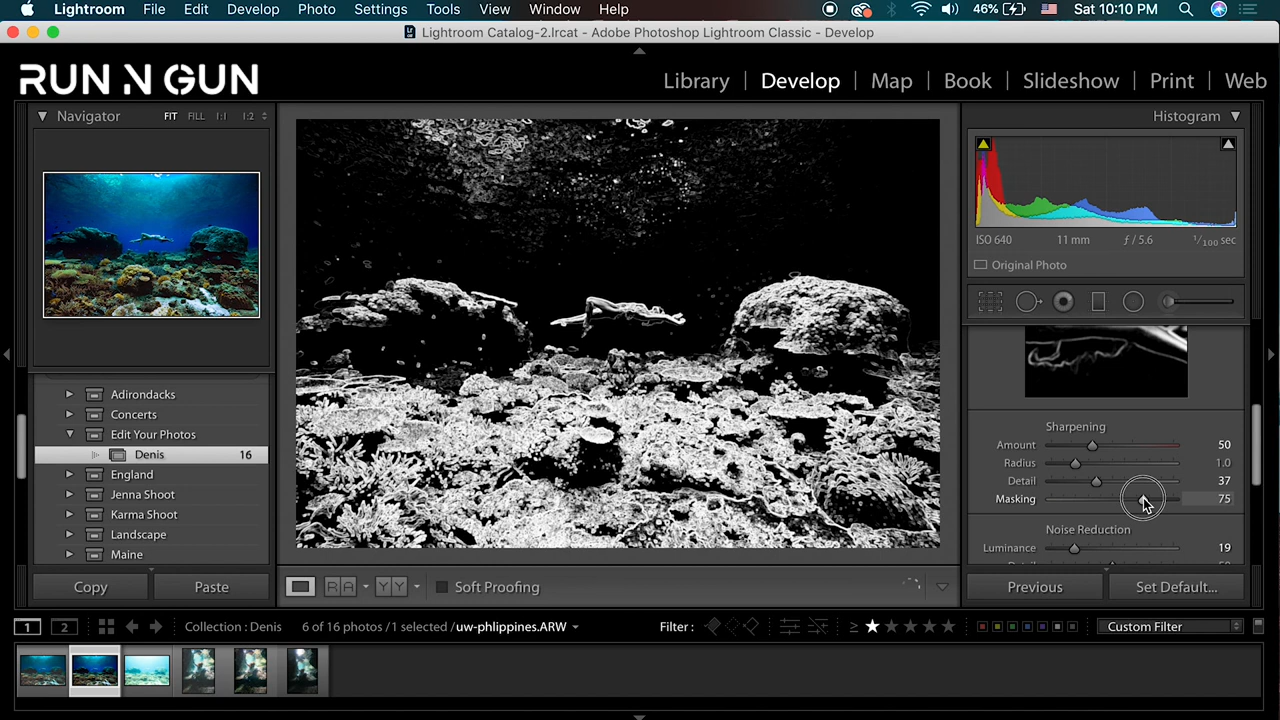 Lightroom File Edit Develop Photo Settings Tools View Window Help 46% Sat 10:10 PM
Lightroom Catalog-2.lrcat - Adobe Photoshop Lightroom Classic - Develop
RUN N GUN Library | Develop | Map | Book | Slideshow | Print | Web
Navigator FIT FILL 1:1 1:2
Histogram
ISO 640 11 mm ƒ / 5.6 1/100 sec
Original Photo
Adirondacks
Concerts
Edit Your Photos
Denis 16
England
Jenna Shoot
Karma Shoot
Landscape
Maine
Sharpening
Amount 50
Radius 1.0
Detail 37
Masking 75
Noise Reduction
Luminance 19
Copy Paste
R A Y Y Soft Proofing
Previous Set Default...
1 2 Collection : Denis 6 of 16 photos /1 selected /uw-phlippines.ARW Filter : ≥ Custom Filter